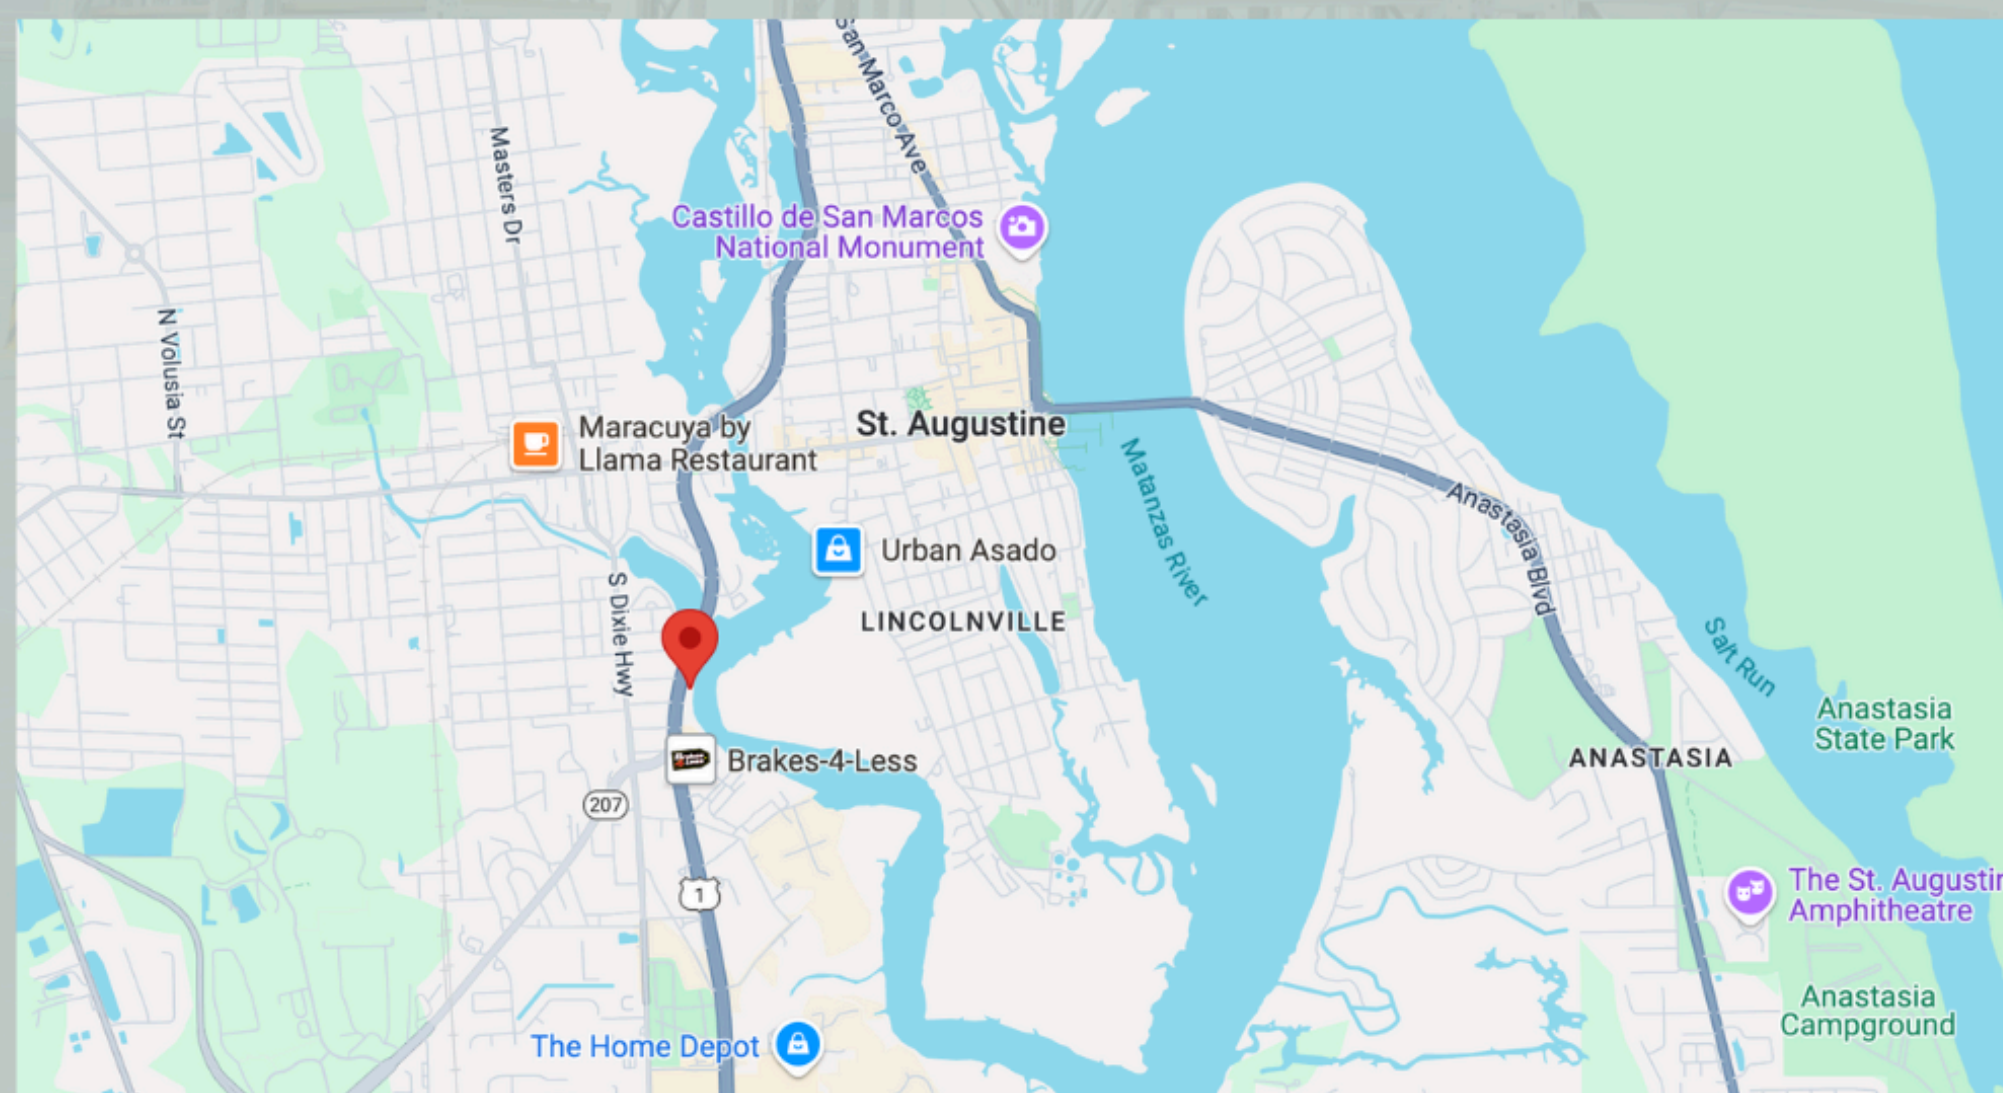 San Marco Ave
Masters Dr
Castillo de San Marcos
National Monument
N Volusia St
Maracuya by
Llama Restaurant
St. Augustine
Matanzas River
Anastasia Blvd
Urban Asado
S Dixie Hwy
LINCOLNVILLE
Salt Run
Anastasia
State Park
ANASTASIA
Brakes-4-Less
207
1
The St. Augustin
Amphitheatre
Anastasia
Campground
The Home Depot